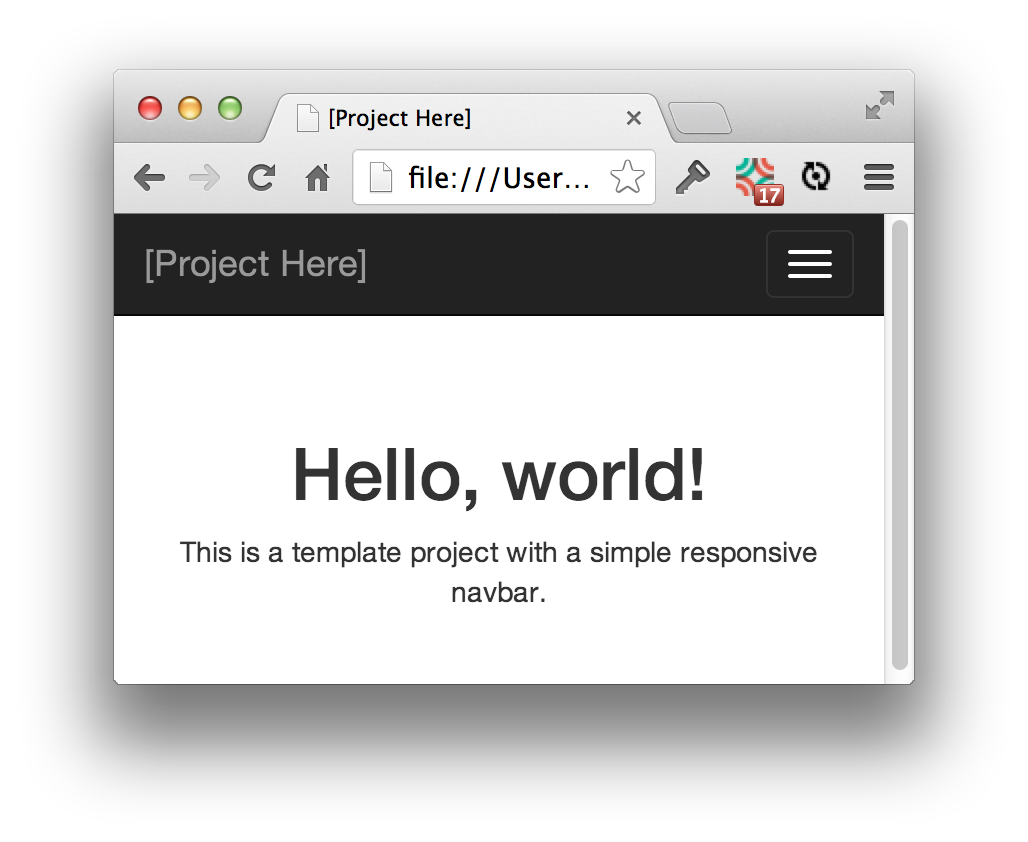 [Project Here]
file:///User...
17
[Project Here]
Hello, world!
This is a template project with a simple responsive
navbar.